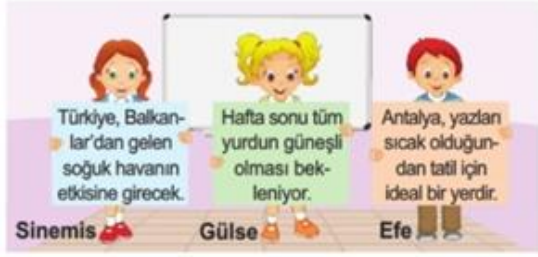 Türkiye, Balkan-
lar'dan gelen
soğuk havanın
etkisine girecek.
Hafta sonu tüm
yurdun güneşli
olması bek-
leniyor.
Antalya, yazları
sıcak olduğun-
dan tatil için
ideal bir yerdir.
Sinemis
Gülse
Efe